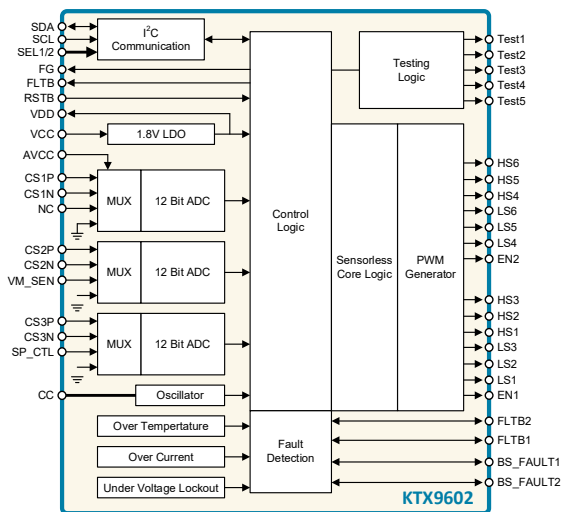 SDA
SCL
SEL1/2
FG
FLTB
RSTB
VDD
VCC
AVCC
CS1P
CS1N
NC
CS2P
CS2N
VM_SEN
CS3P
CS3N
SP_CTL
CC
I²C
Communication
1.8V LDO
MUX
12 Bit ADC
MUX
12 Bit ADC
MUX
12 Bit ADC
Oscillator
Over Tempertature
Over Current
Under Voltage Lockout
Control
Logic
Fault
Detection
Testing
Logic
Sensorless
Core Logic
PWM
Generator
Test1
Test2
Test3
Test4
Test5
HS6
HS5
HS4
LS6
LS5
LS4
EN2
HS3
HS2
HS1
LS3
LS2
LS1
EN1
FLTB2
FLTB1
BS_FAULT1
BS_FAULT2
KTX9602